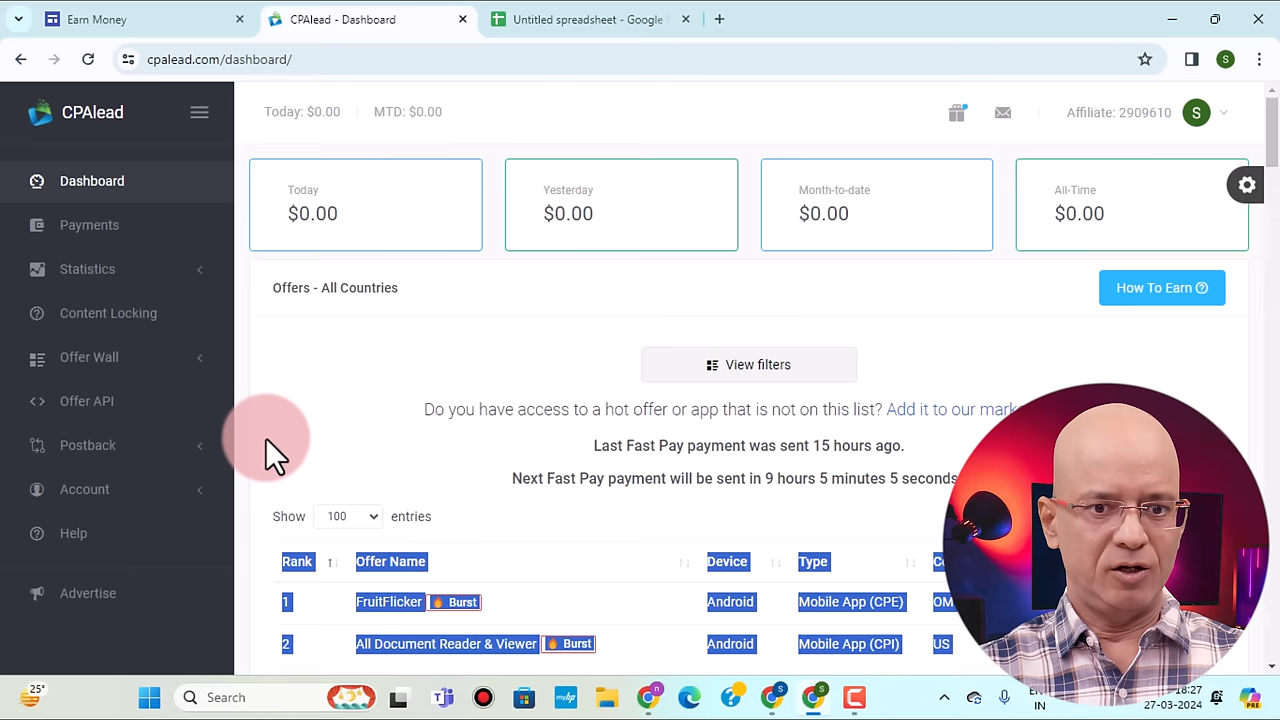 Earn Money
CPAlead - Dashboard
Untitled spreadsheet - Google
cpalead.com/dashboard/
S
CPAlead
Today: $0.00
MTD: $0.00
Affiliate: 2909610
S
Dashboard
Payments
Statistics
Content Locking
Offer Wall
Offer API
Postback
Account
Help
Advertise
Today
$0.00
Yesterday
$0.00
Month-to-date
$0.00
All-Time
$0.00
Offers - All Countries
How To Earn
View filters
Do you have access to a hot offer or app that is not on this list? Add it to our
Last Fast Pay payment was sent 15 hours ago.
Next Fast Pay payment will be sent in 9 hours 5 minutes 5 seconds
Show 100 entries
Rank Offer Name Device Type
1 FruitFlicker Burst Android Mobile App (CPE) OM
2 All Document Reader & Viewer Burst Android Mobile App (CPI) US
25°
Search
IN
18:27
27-03-2024
PRE